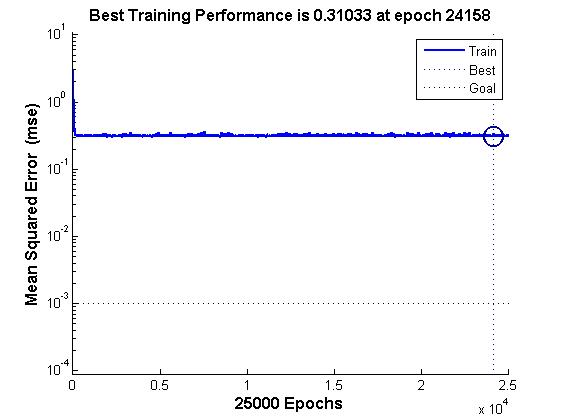 Best Training Performance is 0.31033 at epoch 24158
Train
Best
Goal
Mean Squared Error (mse)
10^1
10^0
10^-1
10^-2
10^-3
10^-4
0 0.5 1 1.5 2 2.5
x 10^4
25000 Epochs